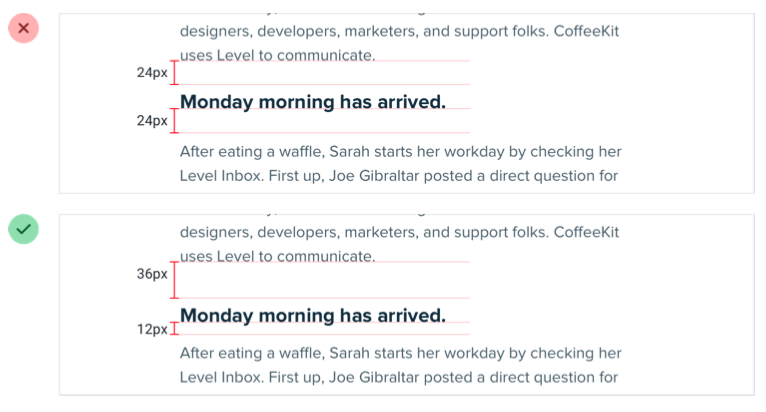 designers, developers, marketers, and support folks. CoffeeKit
uses Level to communicate.
24px
Monday morning has arrived.
24px
After eating a waffle, Sarah starts her workday by checking her
Level Inbox. First up, Joe Gibraltar posted a direct question for
designers, developers, marketers, and support folks. CoffeeKit
uses Level to communicate.
36px
Monday morning has arrived.
12px
After eating a waffle, Sarah starts her workday by checking her
Level Inbox. First up, Joe Gibraltar posted a direct question for